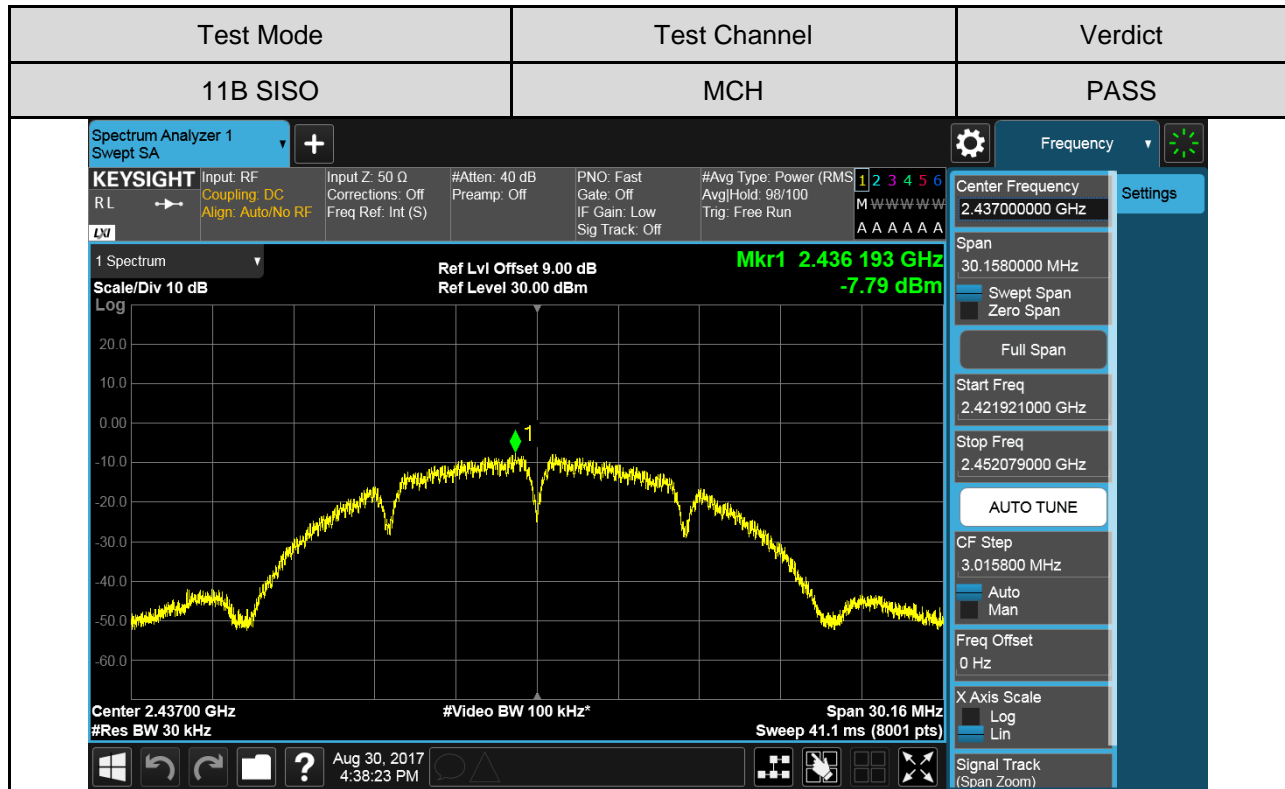 Test Mode Test Channel Verdict
11B SISO MCH PASS
Spectrum Analyzer 1
Swept SA
+
Frequency
KEYSIGHT Input: RF Input Z: 50 Ω #Atten: 40 dB PNO: Fast #Avg Type: Power (RMS 1 2 3 4 5 6
RL Coupling: DC Corrections: Off Preamp: Off Gate: Off Avg|Hold: 98/100 M W W W W W
Align: Auto/No RF Freq Ref: Int (S) IF Gain: Low Trig: Free Run
LXI Sig Track: Off A A A A A A
1 Spectrum
Ref Lvl Offset 9.00 dB Mkr1 2.436 193 GHz
Scale/Div 10 dB Ref Level 30.00 dBm -7.79 dBm
Log
20.0
10.0
0.00
-10.0
-20.0
-30.0
-40.0
-50.0
-60.0
1
Center 2.43700 GHz #Video BW 100 kHz* Span 30.16 MHz
#Res BW 30 kHz Sweep 41.1 ms (8001 pts)
Center Frequency
2.437000000 GHz
Settings
Span
30.1580000 MHz
Swept Span
Zero Span
Full Span
Start Freq
2.421921000 GHz
Stop Freq
2.452079000 GHz
AUTO TUNE
CF Step
3.015800 MHz
Auto
Man
Freq Offset
0 Hz
X Axis Scale
Log
Lin
Signal Track
(Span Zoom)
?
Aug 30, 2017
4:38:23 PM